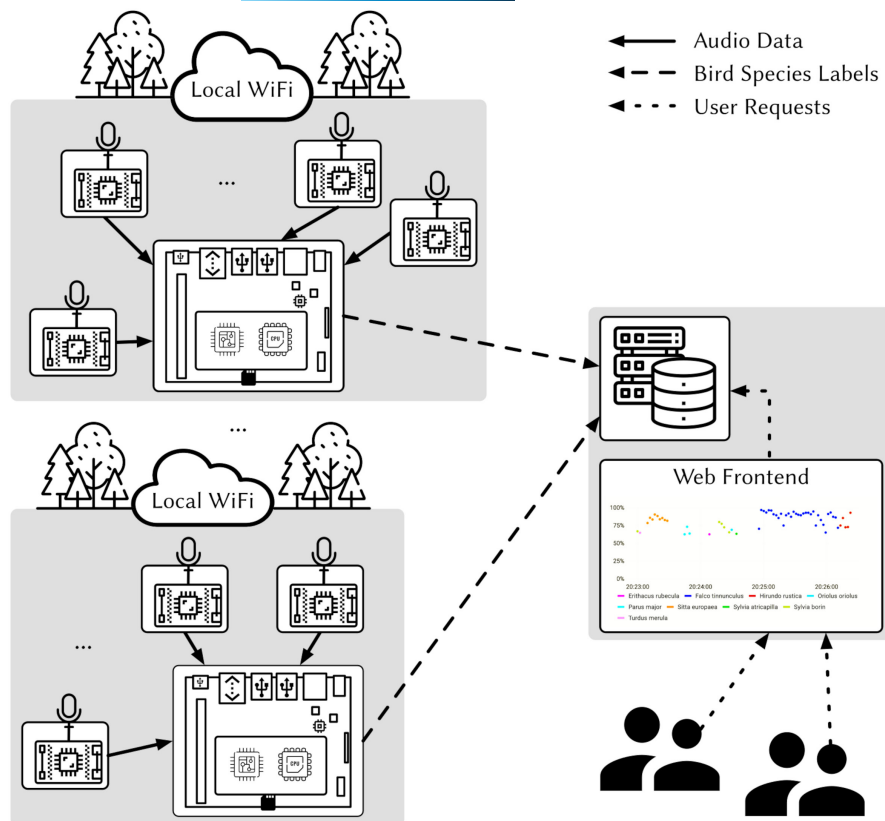 Local WiFi
Audio Data
Bird Species Labels
User Requests
...
CPU
...
Local WiFi
...
CPU
Web Frontend
100%
75%
50%
0%
20:23:00 20:24:00 20:25:00 20:26:00
Erithacus rubecula Falco tinnunculus Hirundo rustica Oriolus oriolus
Parus major Sitta europaea Sylvia atricapilla Sylvia borin
Turdus merula